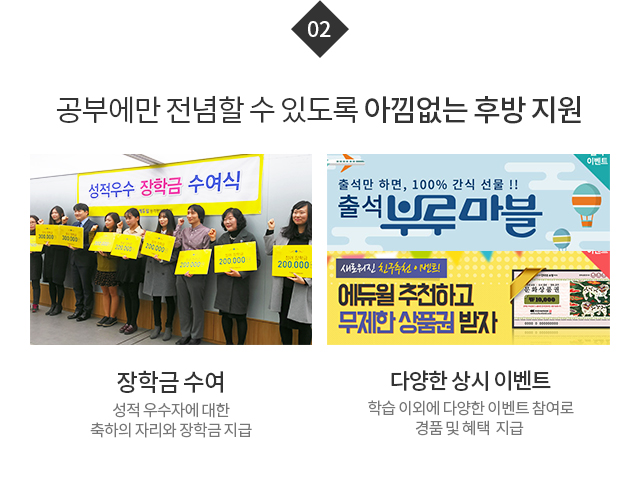 02
공부에만 전념할 수 있도록 아낌없는 후방 지원
성적우수 장학금 수여식
300.000
300.000
200.000
200.000
200.000
200.000
200.000
200.000
이벤트
출석만 하면, 100% 간식 선물 !!
출석 부루마블
새로워진 친구추천 이벤트!
에듀윌 추천하고
무제한 상품권 받자
문화상품권
₩10,000
장학금 수여
성적 우수자에 대한
축하의 자리와 장학금 지급
다양한 상시 이벤트
학습 이외에 다양한 이벤트 참여로
경품 및 혜택 지급